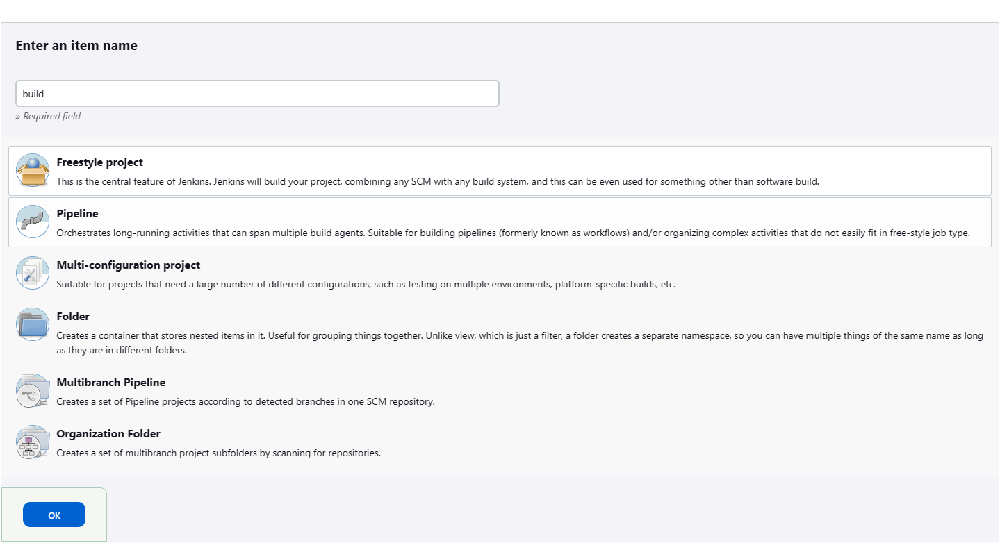 Enter an item name
build
» Required field
Freestyle project
This is the central feature of Jenkins. Jenkins will build your project, combining any SCM with any build system, and this can be even used for something other than software build.
Pipeline
Orchestrates long-running activities that can span multiple build agents. Suitable for building pipelines (formerly known as workflows) and/or organizing complex activities that do not easily fit in free-style job type.
Multi-configuration project
Suitable for projects that need a large number of different configurations, such as testing on multiple environments, platform-specific builds, etc.
Folder
Creates a container that stores nested items in it. Useful for grouping things together. Unlike view, which is just a filter, a folder creates a separate namespace, so you can have multiple things of the same name as long
as they are in different folders.
Multibranch Pipeline
Creates a set of Pipeline projects according to detected branches in one SCM repository.
Organization Folder
Creates a set of multibranch project subfolders by scanning for repositories.
OK